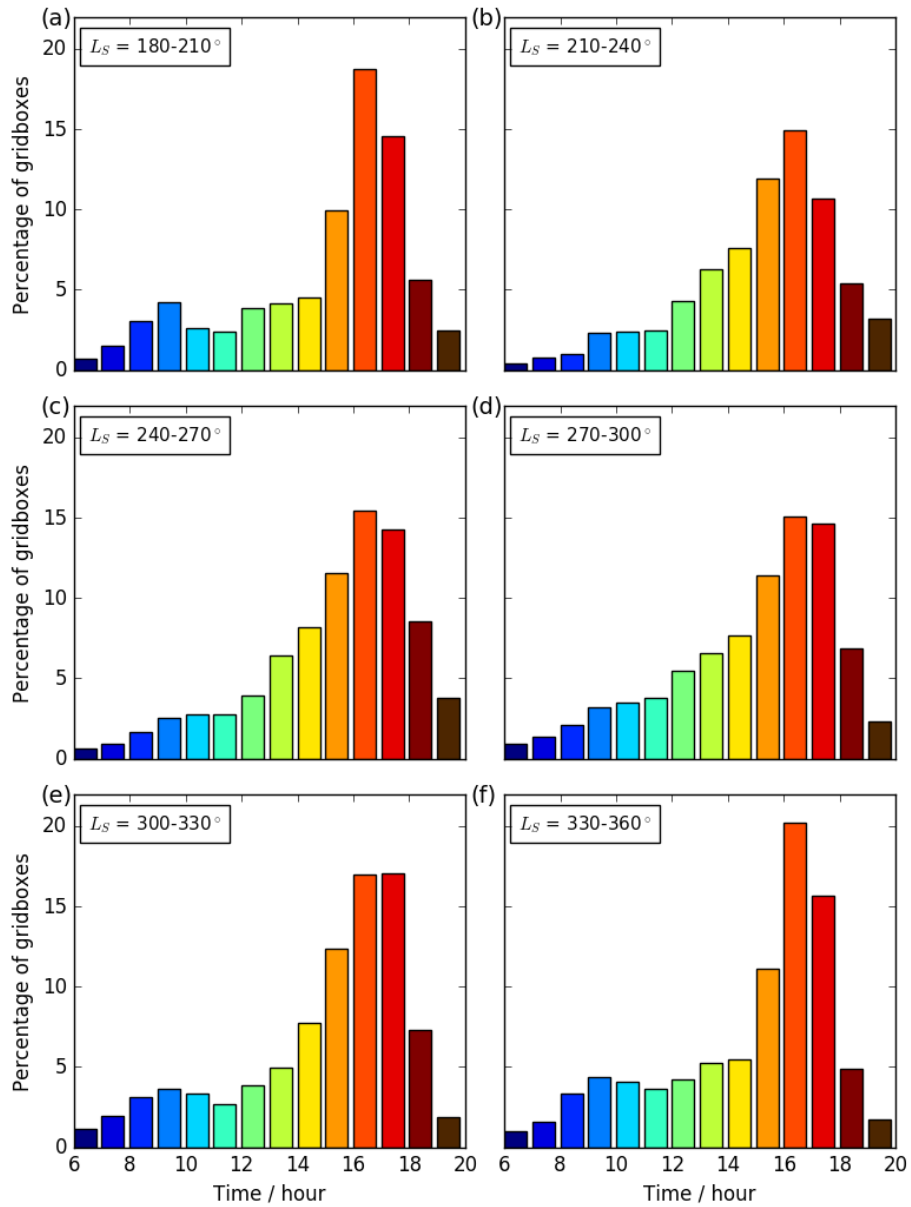 (a)
L_S = 180-210°
(b)
L_S = 210-240°
20
15
10
5
0
Percentage of gridboxes
(c)
L_S = 240-270°
(d)
L_S = 270-300°
20
15
10
5
0
Percentage of gridboxes
(e)
L_S = 300-330°
(f)
L_S = 330-360°
20
15
10
5
0
Percentage of gridboxes
6 8 10 12 14 16 18 20
6 8 10 12 14 16 18 20
Time / hour
Time / hour